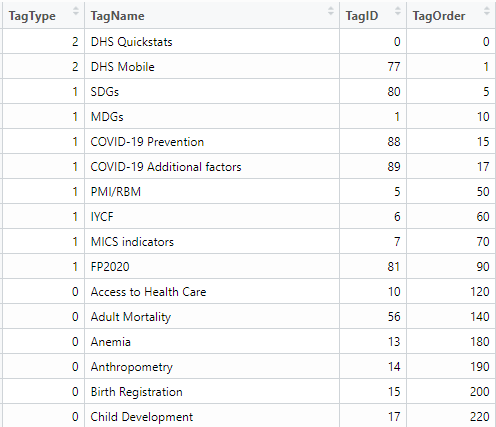 TagType TagName TagID TagOrder
2 DHS Quickstats 0 0
2 DHS Mobile 77 1
1 SDGs 80 5
1 MDGs 1 10
1 COVID-19 Prevention 88 15
1 COVID-19 Additional factors 89 17
1 PMI/RBM 5 50
1 IYCF 6 60
1 MICS indicators 7 70
1 FP2020 81 90
0 Access to Health Care 10 120
0 Adult Mortality 56 140
0 Anemia 13 180
0 Anthropometry 14 190
0 Birth Registration 15 200
0 Child Development 17 220